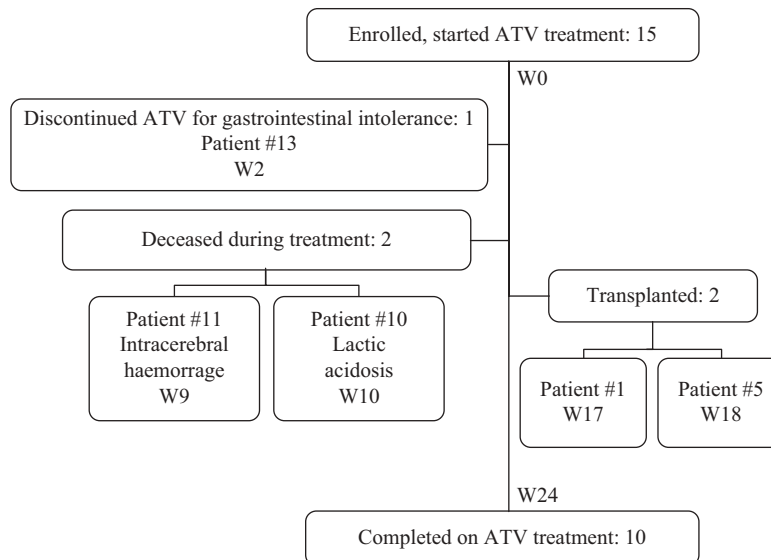 Enrolled, started ATV treatment: 15
W0
Discontinued ATV for gastrointestinal intolerance: 1
Patient #13
W2
Deceased during treatment: 2
Patient #11
Intracerebral
haemorrage
W9
Patient #10
Lactic
acidosis
W10
Transplanted: 2
Patient #1
W17
Patient #5
W18
W24
Completed on ATV treatment: 10